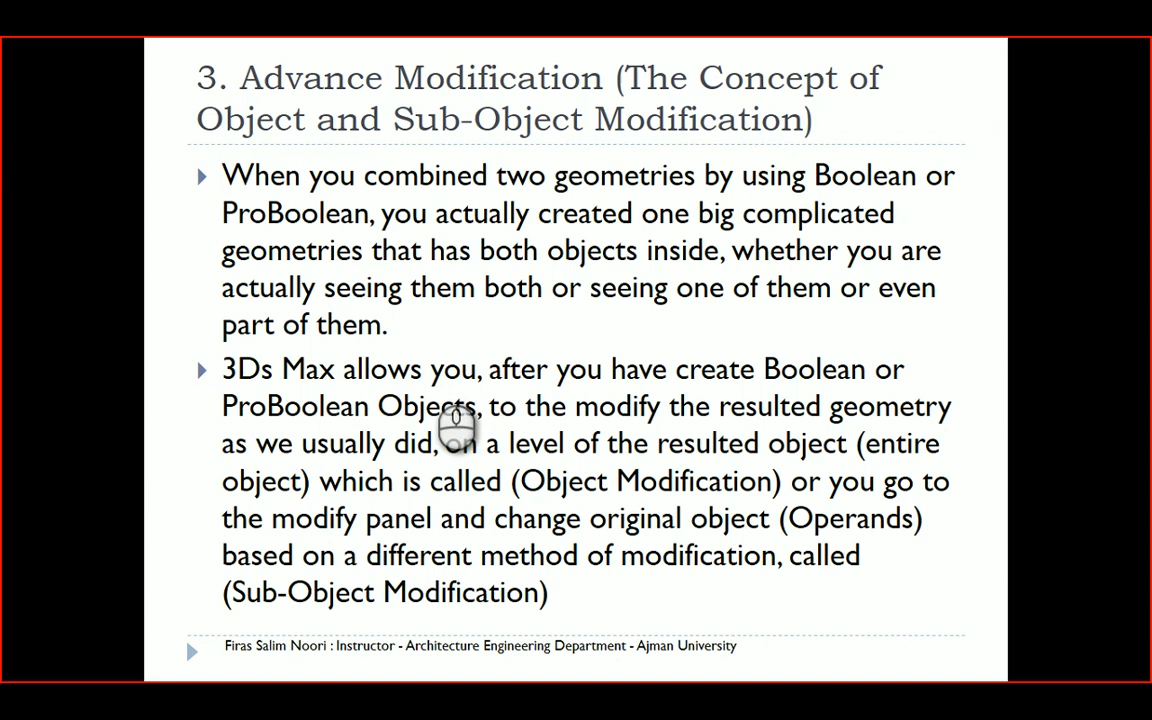 3. Advance Modification (The Concept of
Object and Sub-Object Modification)
When you combined two geometries by using Boolean or
ProBoolean, you actually created one big complicated
geometries that has both objects inside, whether you are
actually seeing them both or seeing one of them or even
part of them.
3Ds Max allows you, after you have create Boolean or
ProBoolean Objects, to the modify the resulted geometry
as we usually did, on a level of the resulted object (entire
object) which is called (Object Modification) or you go to
the modify panel and change original object (Operands)
based on a different method of modification, called
(Sub-Object Modification)
Firas Salim Noori : Instructor - Architecture Engineering Department - Ajman University